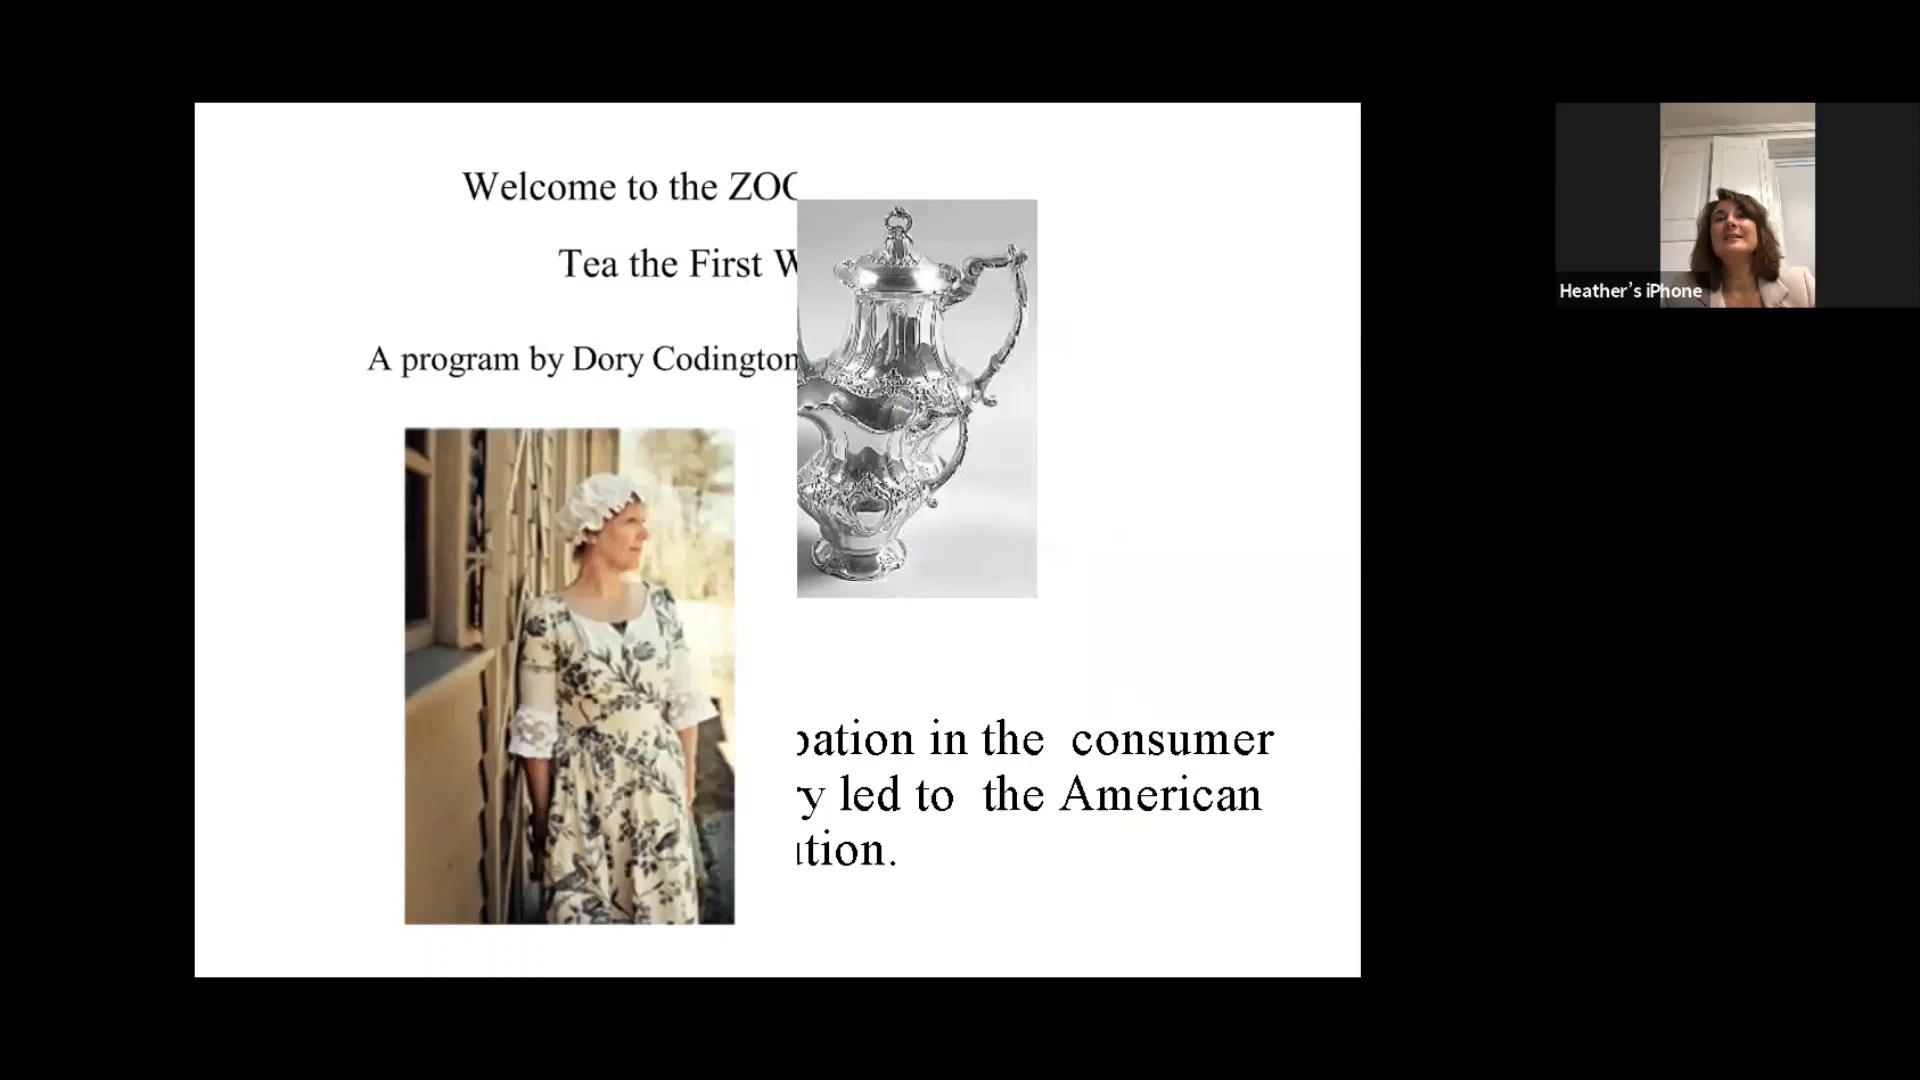 Welcome to the ZOO
Tea the First W
A program by Dory Codington
pation in the consumer
y led to the American
tion.
Heather's iPhone